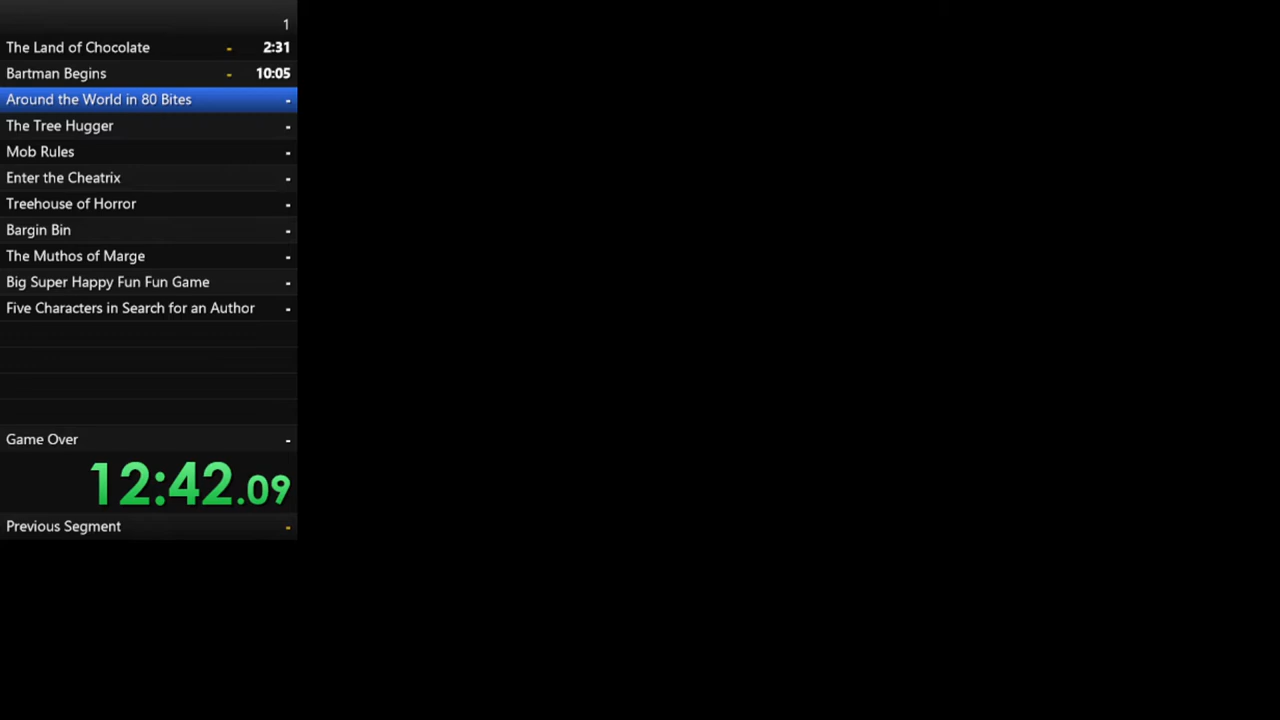 1
The Land of Chocolate - 2:31
Bartman Begins - 10:05
Around the World in 80 Bites -
The Tree Hugger -
Mob Rules -
Enter the Cheatrix -
Treehouse of Horror -
Bargin Bin -
The Muthos of Marge -
Big Super Happy Fun Fun Game -
Five Characters in Search for an Author -
Game Over -
12:42.09
Previous Segment -